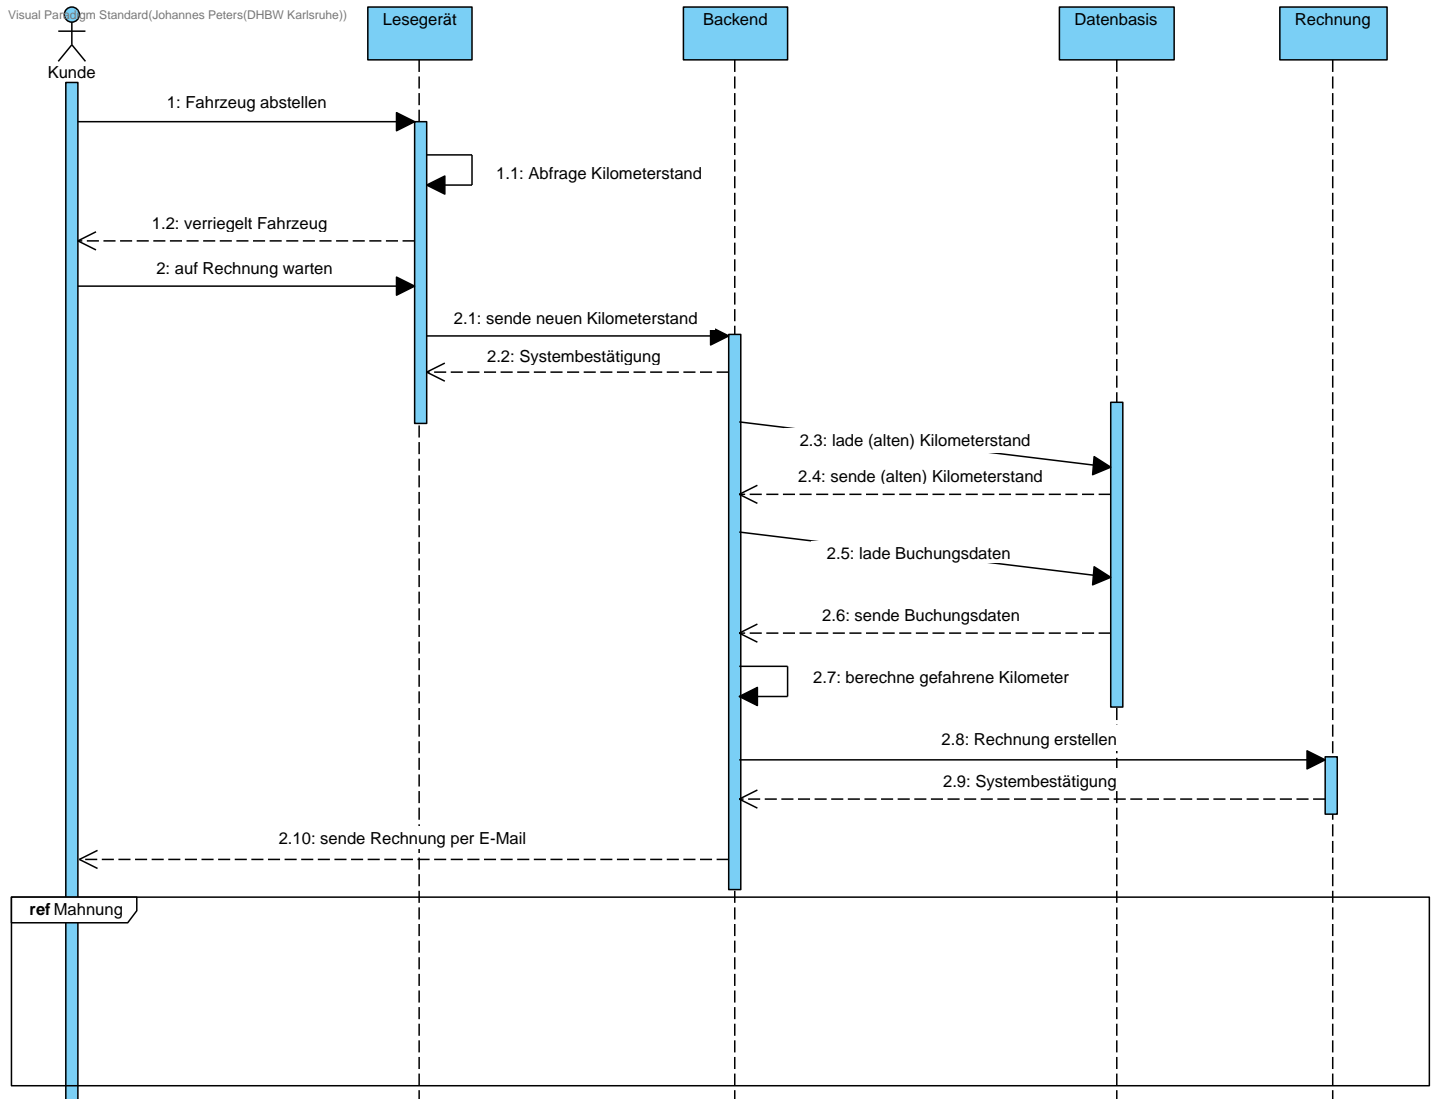 Visual Paradigm Standard(Johannes Peters(DHBW Karlsruhe))
Kunde
Lesegerät
Backend
Datenbasis
Rechnung
1: Fahrzeug abstellen
1.1: Abfrage Kilometerstand
1.2: verriegelt Fahrzeug
2: auf Rechnung warten
2.1: sende neuen Kilometerstand
2.2: Systembestätigung
2.3: lade (alten) Kilometerstand
2.4: sende (alten) Kilometerstand
2.5: lade Buchungsdaten
2.6: sende Buchungsdaten
2.7: berechne gefahrene Kilometer
2.8: Rechnung erstellen
2.9: Systembestätigung
2.10: sende Rechnung per E-Mail
ref Mahnung